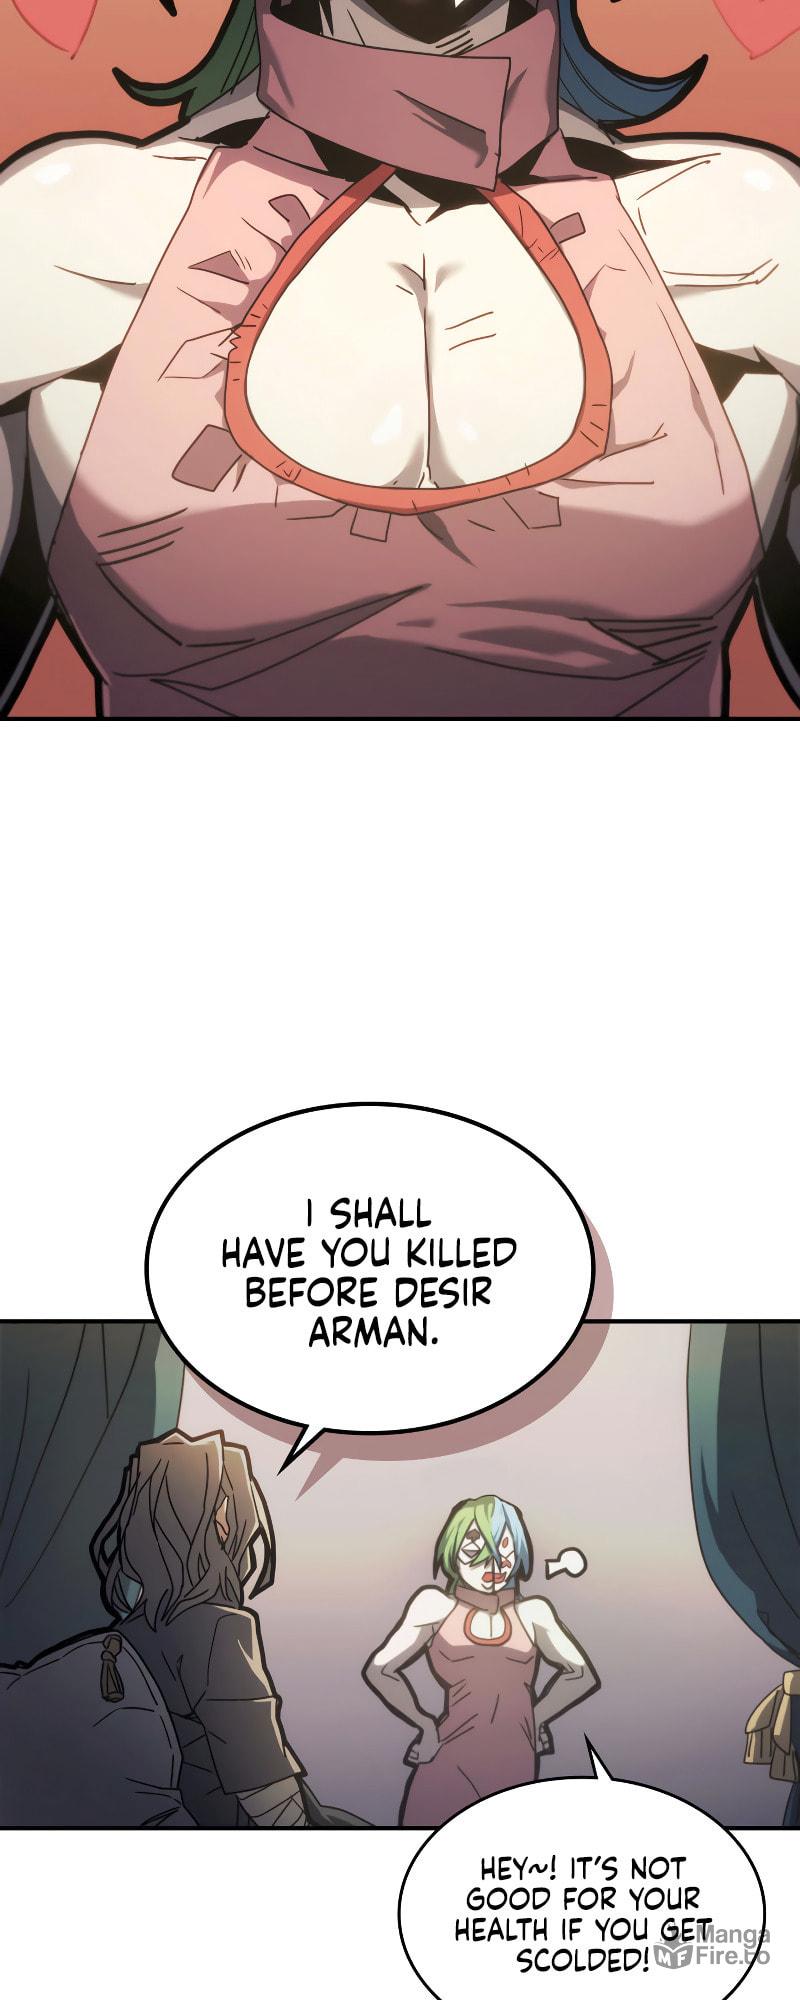 I SHALL
HAVE YOU KILLED
BEFORE DESIR
ARMAN.
HEY~! IT'S NOT
GOOD FOR YOUR
HEALTH IF YOU GET
SCOLDED!
Manga
MF Fire.to